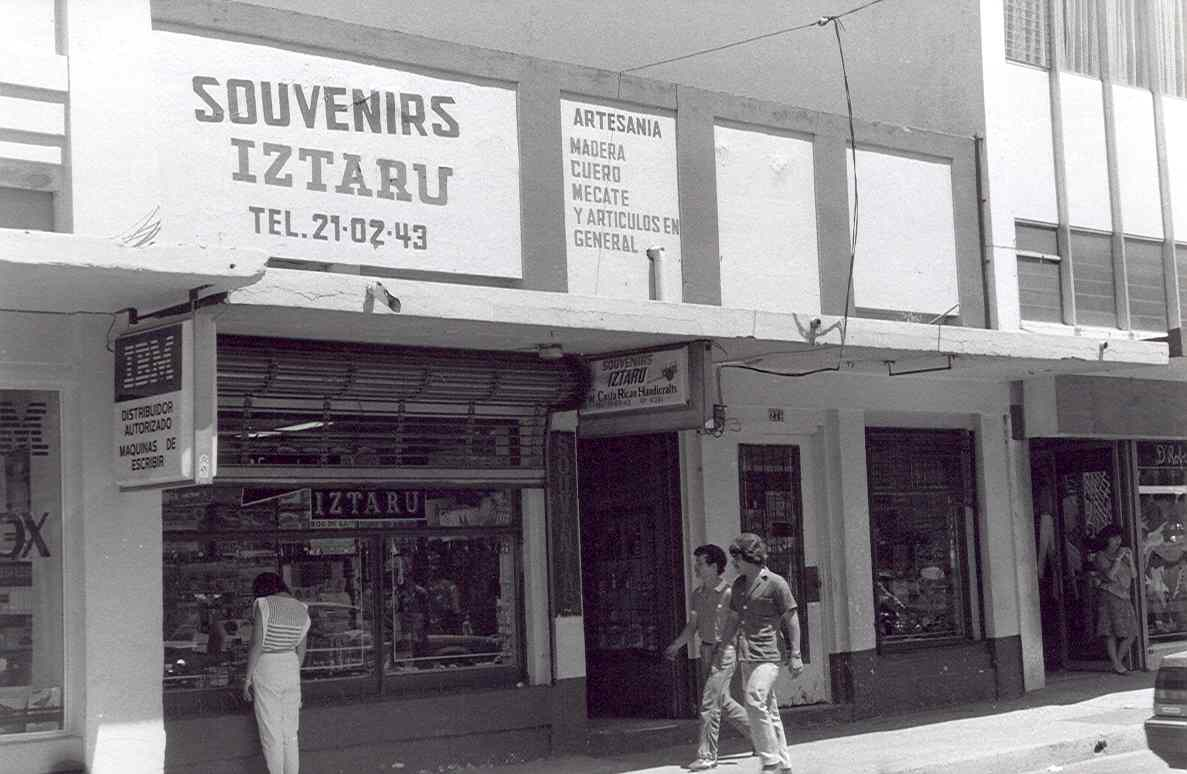 SOUVENIRS
IZTARU
TEL. 21·02·43
ARTESANIA
MADERA
CUERO
MECATE
Y ARTICULOS EN
GENERAL
IBM
DISTRIBUIDOR
AUTORIZADO
MAQUINAS DE
ESCRIBIR
SOUVENIRS
IZTARU
Costa Rican Handicrafts
IZTARU
M
EX